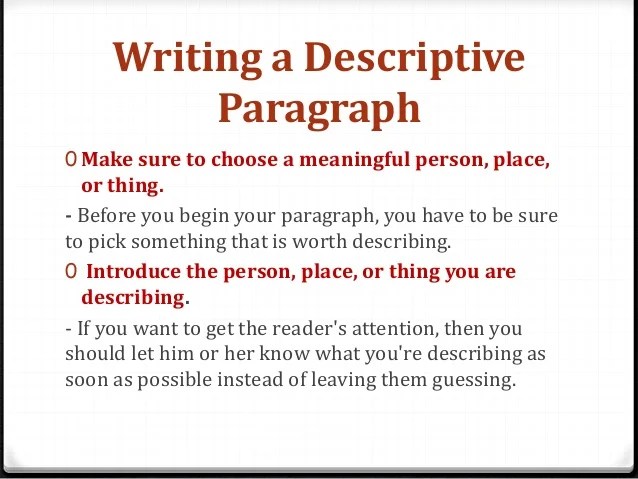 Writing a Descriptive
Paragraph
O Make sure to choose a meaningful person, place,
or thing.
- Before you begin your paragraph, you have to be sure
to pick something that is worth describing.
O Introduce the person, place, or thing you are
describing.
- If you want to get the reader's attention, then you
should let him or her know what you're describing as
soon as possible instead of leaving them guessing.